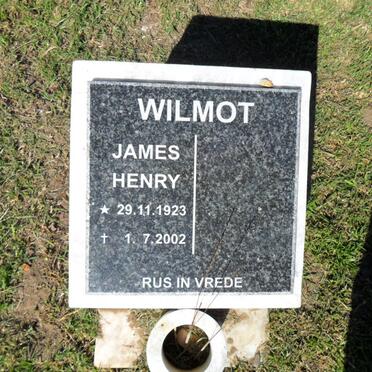 WILMOT
JAMES
HENRY
★ 29.11.1923
† 1. 7.2002
RUS IN VREDE